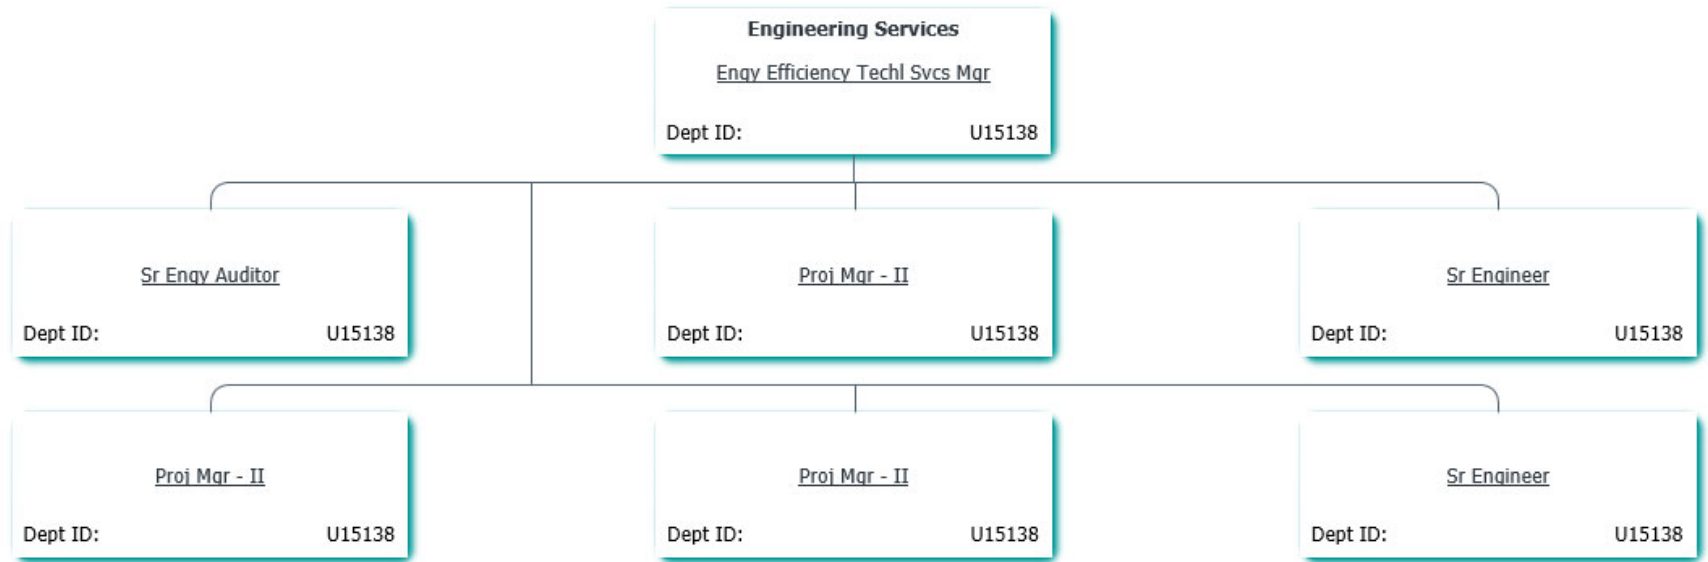 Engineering Services
Engy Efficiency Techl Svcs Mgr
Dept ID: U15138
Sr Engy Auditor
Dept ID: U15138
Proj Mgr - II
Dept ID: U15138
Sr Engineer
Dept ID: U15138
Proj Mgr - II
Dept ID: U15138
Proj Mgr - II
Dept ID: U15138
Sr Engineer
Dept ID: U15138